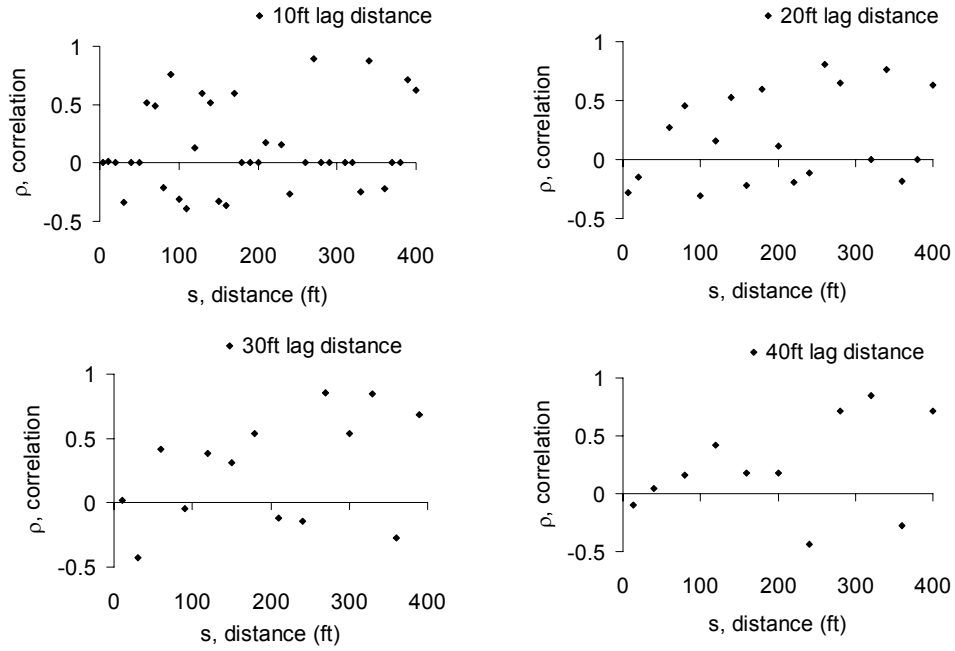 ◆ 10ft lag distance
1
0.5
0
-0.5
ρ, correlation
0 100 200 300 400
s, distance (ft)
◆ 20ft lag distance
1
0.5
0
-0.5
ρ, correlation
0 100 200 300 400
s, distance (ft)
◆ 30ft lag distance
1
0.5
0
-0.5
ρ, correlation
0 100 200 300 400
s, distance (ft)
◆ 40ft lag distance
1
0.5
0
-0.5
ρ, correlation
0 100 200 300 400
s, distance (ft)